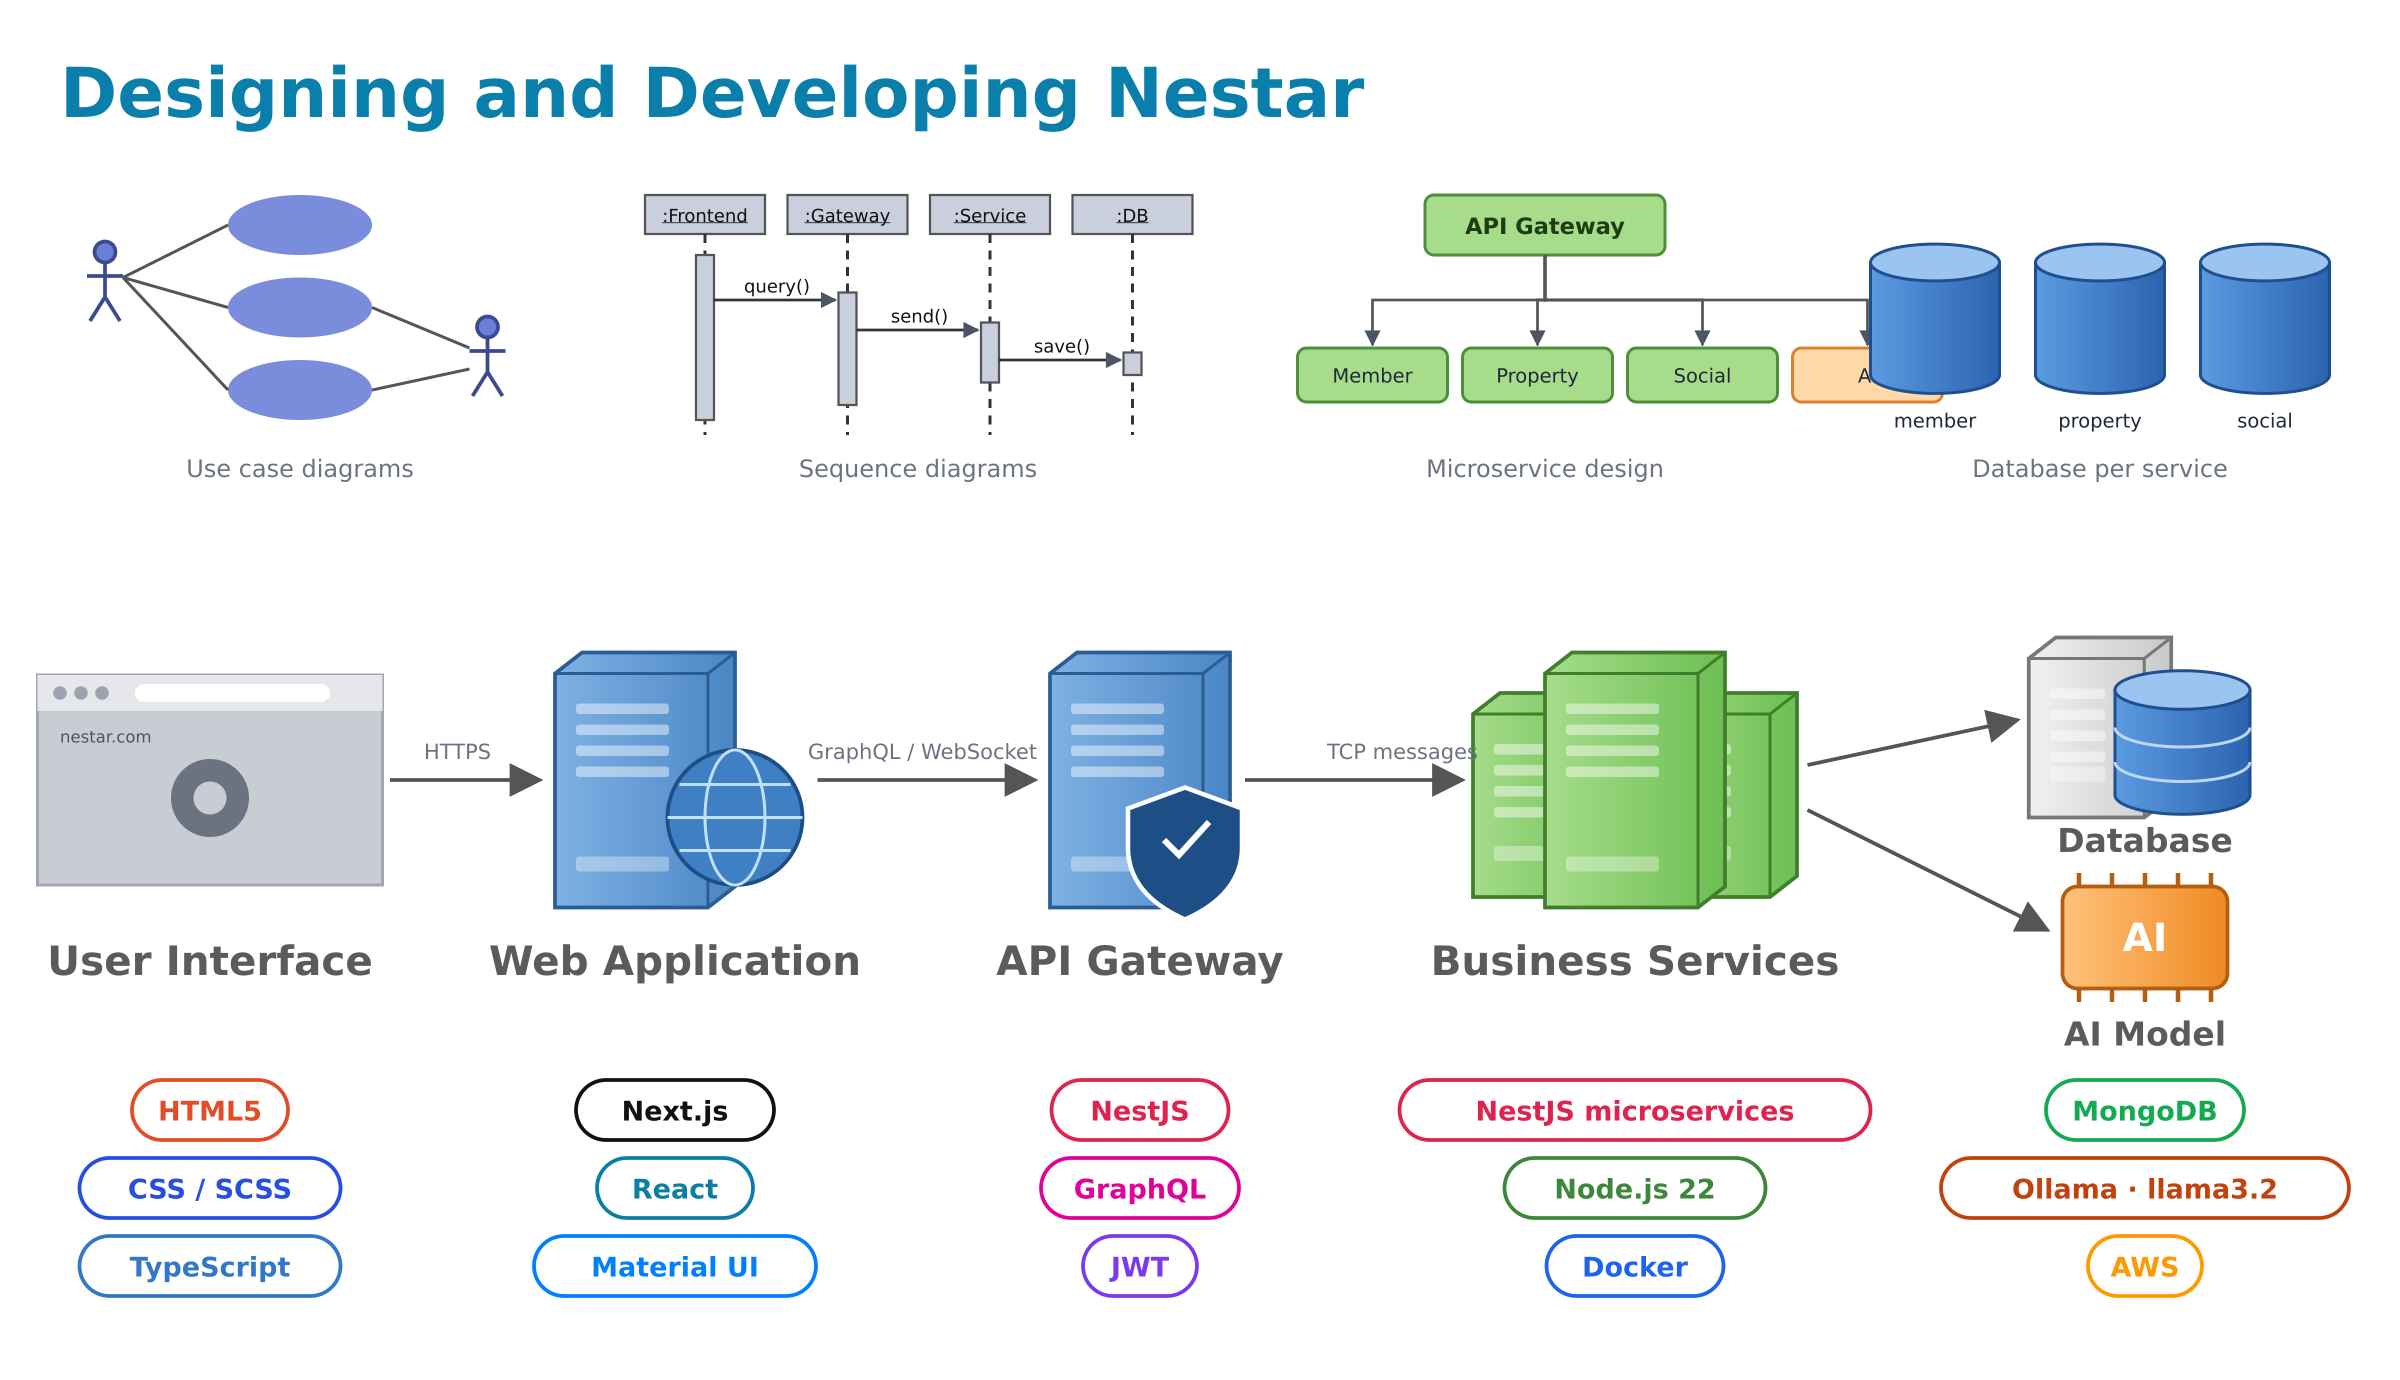 Designing and Developing Nestar
:Frontend
:Gateway
:Service
:DB
query()
send()
save()
API Gateway
Member
Property
Social
member
property
social
Use case diagrams
Sequence diagrams
Microservice design
Database per service
nestar.com
HTTPS
GraphQL / WebSocket
TCP messages
User Interface
Web Application
API Gateway
Business Services
Database
AI
AI Model
HTML5
CSS / SCSS
TypeScript
Next.js
React
Material UI
NestJS
GraphQL
JWT
NestJS microservices
Node.js 22
Docker
MongoDB
Ollama · llama3.2
AWS